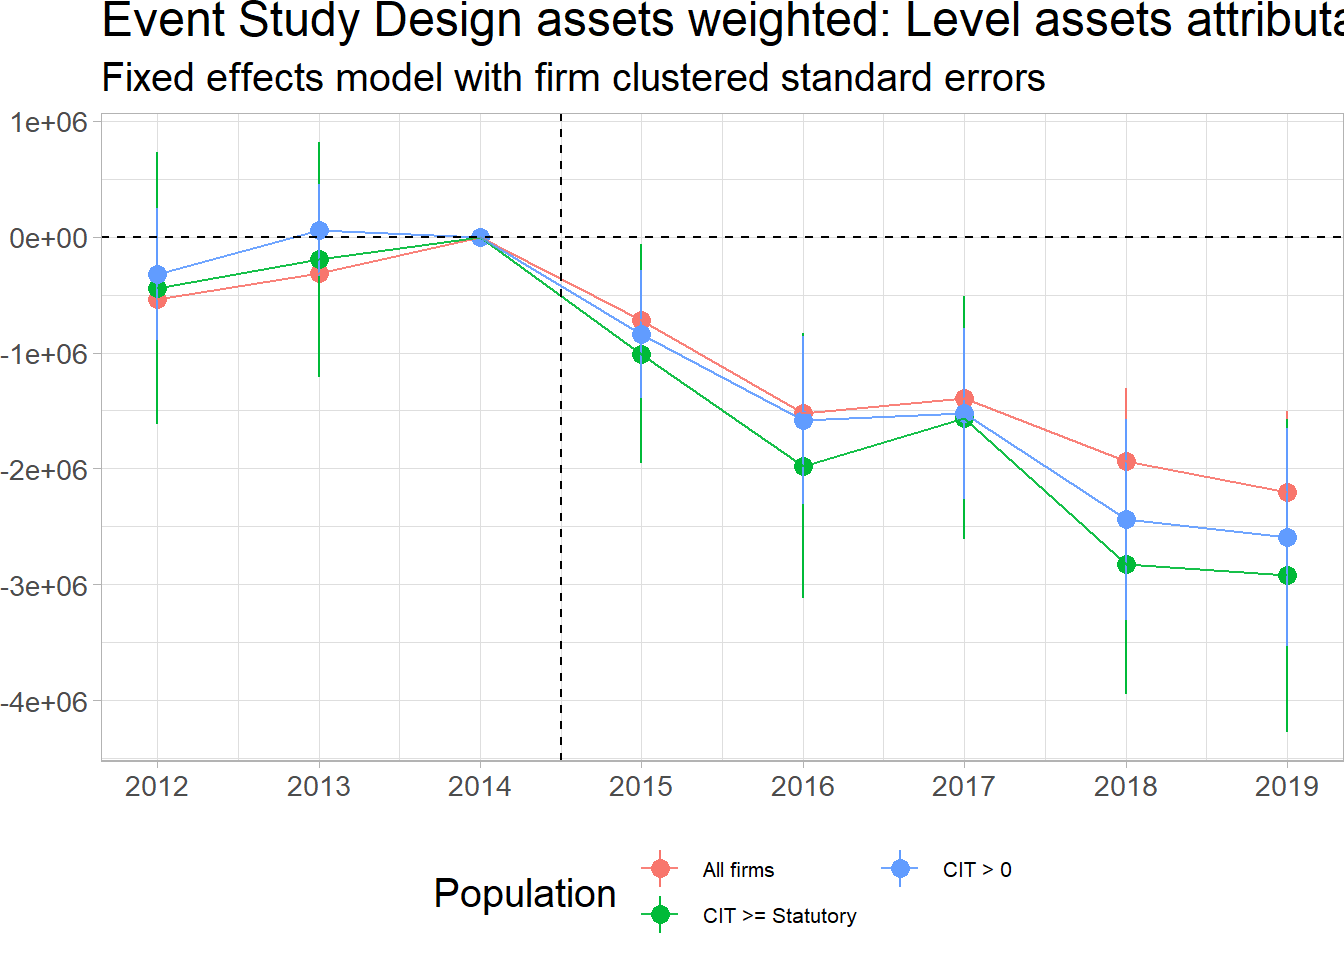 Event Study Design assets weighted: Level assets
Fixed effects model with firm clustered standard errors
1e+06
0e+00
-1e+06
-2e+06
-3e+06
-4e+06
2012 2013 2014 2015 2016 2017 2018 2019
Population
All firms
CIT > 0
CIT >= Statutory